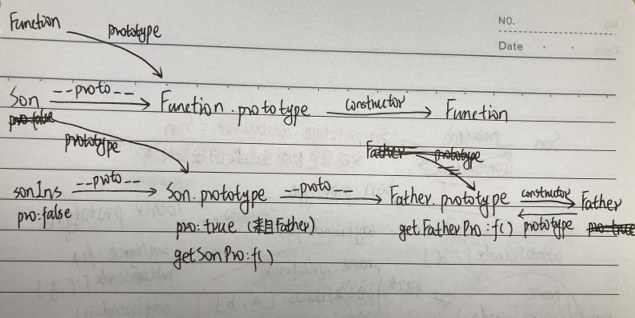 Function
prototype
NO.
Date
Son --proto-- Function.prototype constructor Function
pro:false
prototype
Father prototype
sonIns --proto-- Son.prototype --proto-- Father.prototype constructor Father
pro:false
pro:true (来自Father)
getFatherPro:f() prototype pro:true
getSonPro:f()